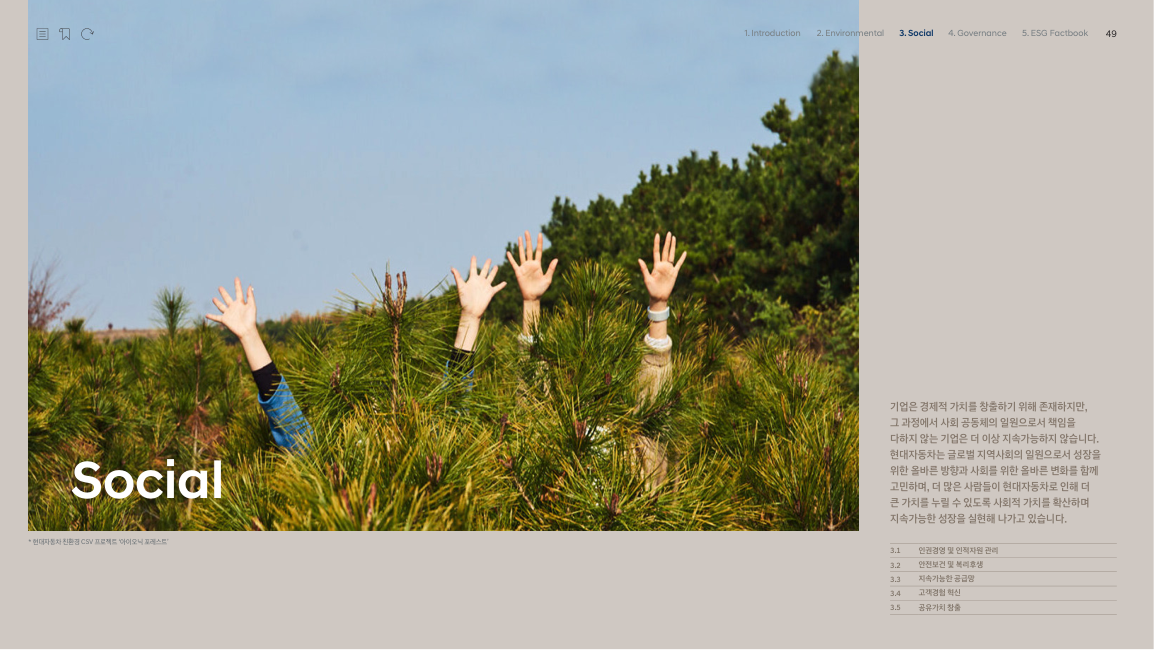 1. Introduction 2. Environmental 3. Social 4. Governance 5. ESG Factbook 49
Social
* 현대자동차 친환경 CSV 프로젝트 '아이오닉 포레스트'
기업은 경제적 가치를 창출하기 위해 존재하지만,
그 과정에서 사회 공동체의 일원으로서 책임을
다하지 않는 기업은 더 이상 지속가능하지 않습니다.
현대자동차는 글로벌 지역사회의 일원으로서 성장을
위한 올바른 방향과 사회를 위한 올바른 변화를 함께
고민하며, 더 많은 사람들이 현대자동차로 인해 더
큰 가치를 누릴 수 있도록 사회적 가치를 확산하며
지속가능한 성장을 실현해 나가고 있습니다.
3.1 인권경영 및 인적자원 관리
3.2 안전보건 및 복리후생
3.3 지속가능한 공급망
3.4 고객경험 혁신
3.5 공유가치 창출